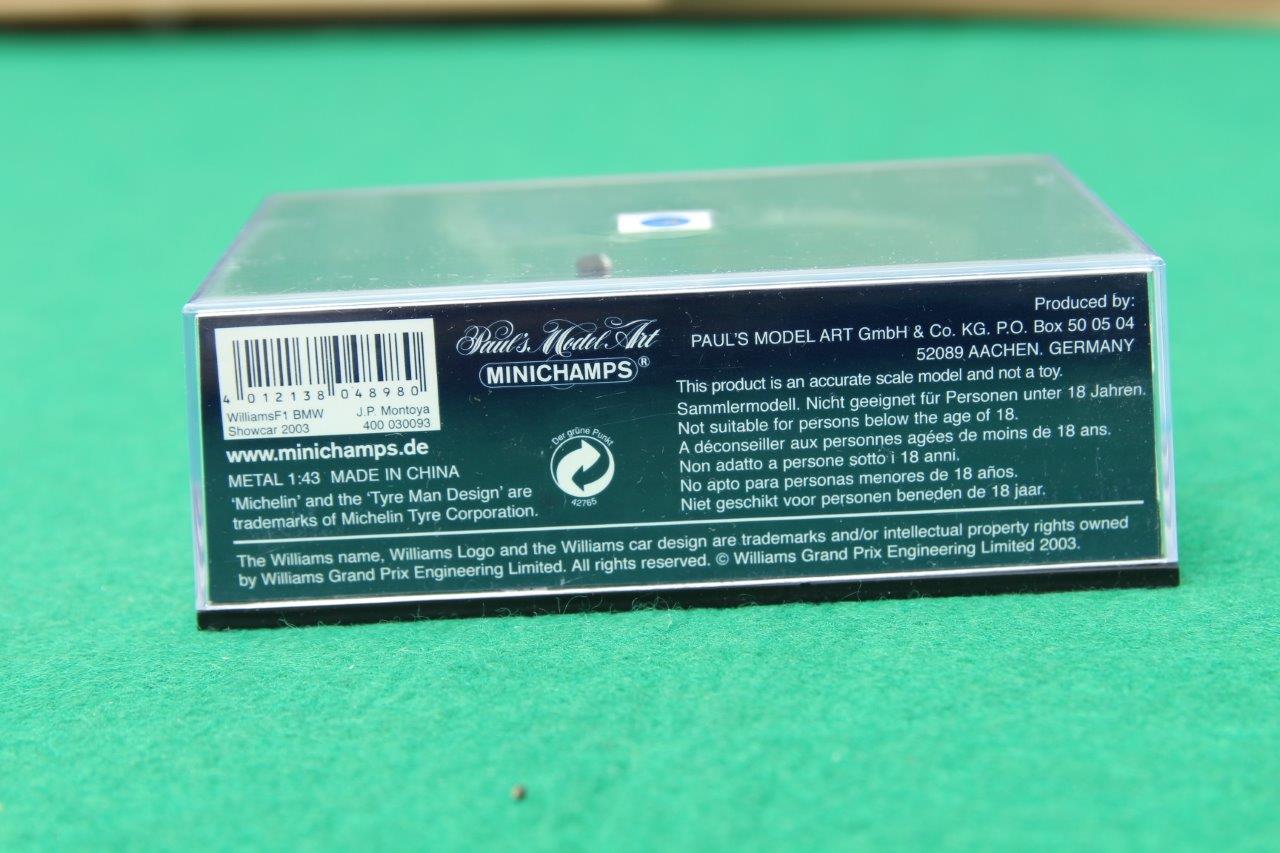 4 012138 048980
WilliamsF1 BMW J.P. Montoya
Showcar 2003 400 030093
www.minichamps.de
METAL 1:43 MADE IN CHINA
'Michelin' and the 'Tyre Man Design' are
trademarks of Michelin Tyre Corporation.
Paul's Model Art
MINICHAMPS®
Der grüne Punkt
42765
Produced by:
PAUL'S MODEL ART GmbH & Co. KG. P.O. Box 50 05 04
52089 AACHEN. GERMANY
This product is an accurate scale model and not a toy.
Sammlermodell. Nicht geeignet für Personen unter 18 Jahren.
Not suitable for persons below the age of 18.
A déconseiller aux personnes agées de moins de 18 ans.
Non adatto a persone sotto i 18 anni.
No apto para personas menores de 18 años.
Niet geschikt voor personen beneden de 18 jaar.
The Williams name, Williams Logo and the Williams car design are trademarks and/or intellectual property rights owned
by Williams Grand Prix Engineering Limited. All rights reserved. © Williams Grand Prix Engineering Limited 2003.